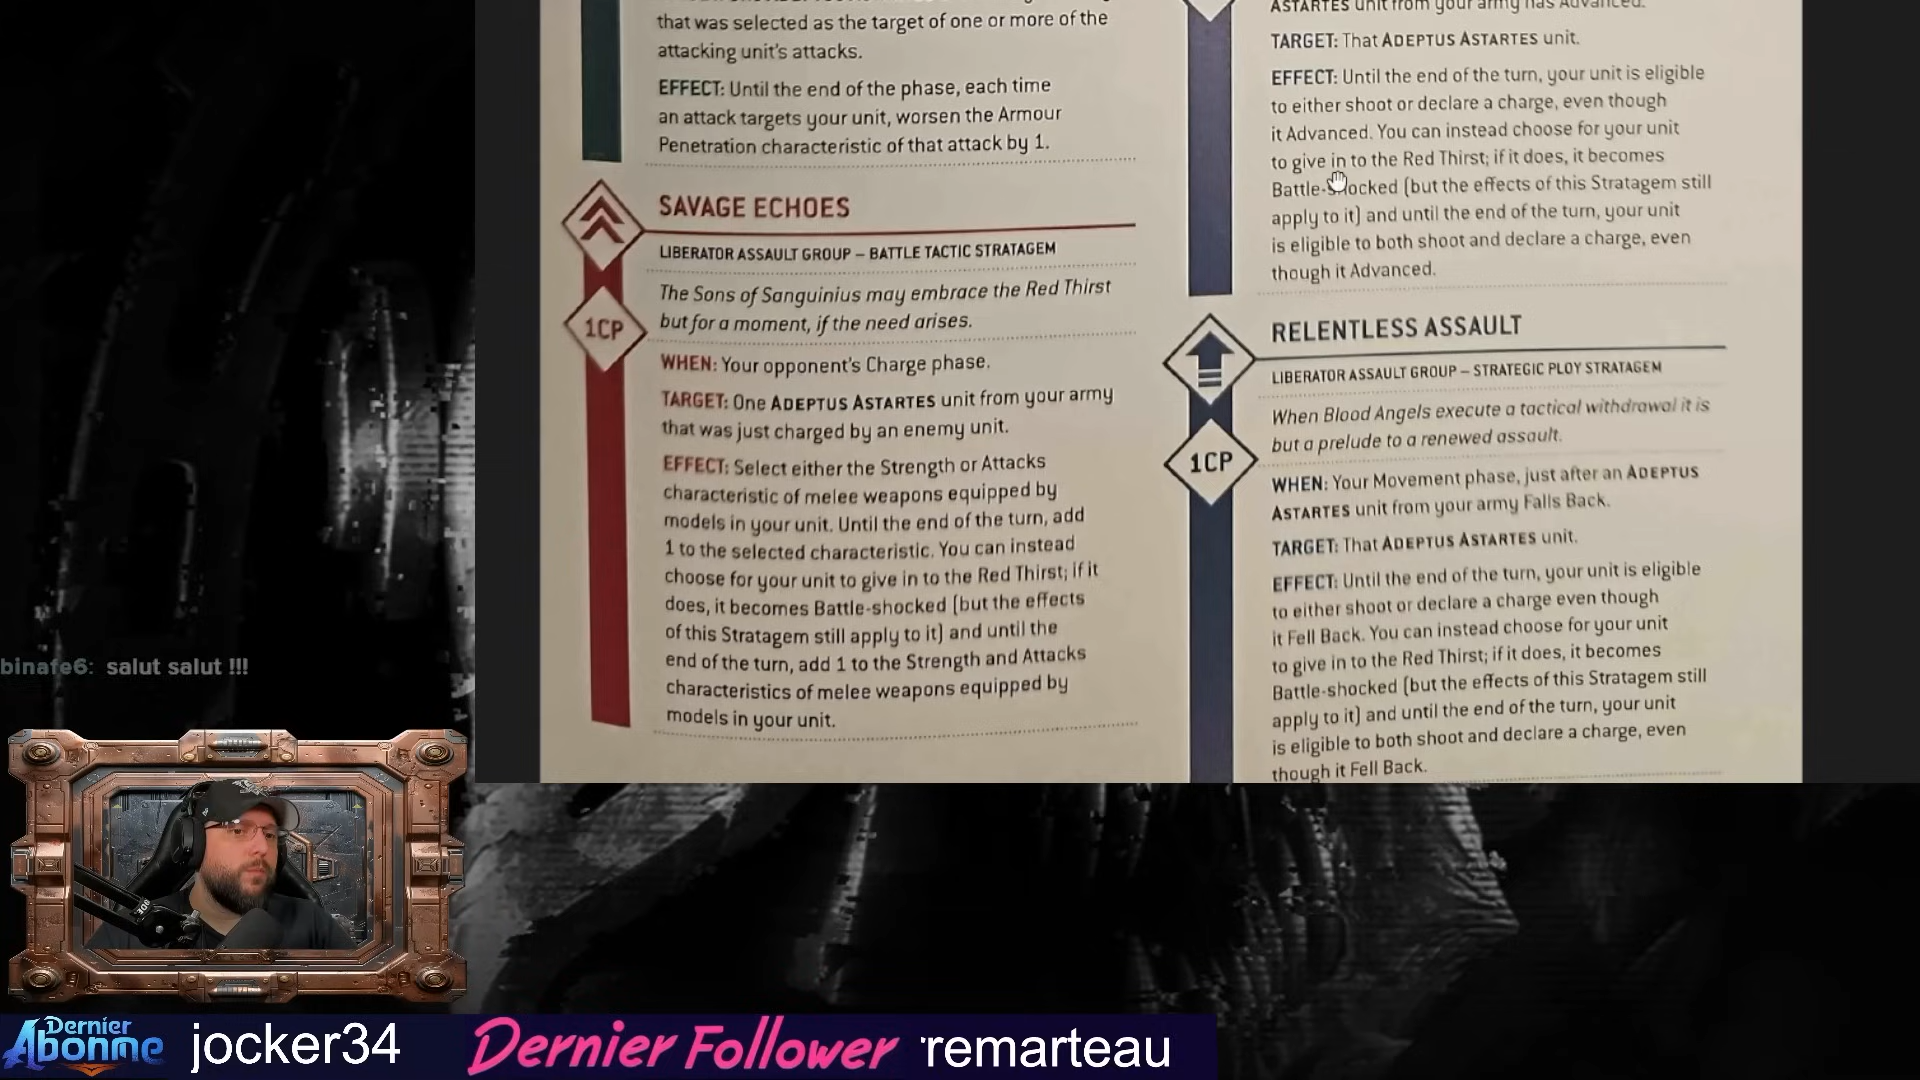 that was selected as the target of one or more of the
attacking unit's attacks.
EFFECT: Until the end of the phase, each time
an attack targets your unit, worsen the Armour
Penetration characteristic of that attack by 1.
SAVAGE ECHOES
LIBERATOR ASSAULT GROUP – BATTLE TACTIC STRATAGEM
The Sons of Sanguinius may embrace the Red Thirst
but for a moment, if the need arises.
1CP
WHEN: Your opponent's Charge phase.
TARGET: One ADEPTUS ASTARTES unit from your army
that was just charged by an enemy unit.
EFFECT: Select either the Strength or Attacks
characteristic of melee weapons equipped by
models in your unit. Until the end of the turn, add
1 to the selected characteristic. You can instead
choose for your unit to give in to the Red Thirst; if it
does, it becomes Battle-shocked (but the effects
of this Stratagem still apply to it) and until the
end of the turn, add 1 to the Strength and Attacks
characteristics of melee weapons equipped by
models in your unit.
ASTARTES unit from your army has Advanced.
TARGET: That ADEPTUS ASTARTES unit.
EFFECT: Until the end of the turn, your unit is eligible
to either shoot or declare a charge, even though
it Advanced. You can instead choose for your unit
to give in to the Red Thirst; if it does, it becomes
Battle-shocked (but the effects of this Stratagem still
apply to it) and until the end of the turn, your unit
is eligible to both shoot and declare a charge, even
though it Advanced.
RELENTLESS ASSAULT
LIBERATOR ASSAULT GROUP – STRATEGIC PLOY STRATAGEM
When Blood Angels execute a tactical withdrawal it is
but a prelude to a renewed assault.
1CP
WHEN: Your Movement phase, just after an ADEPTUS
ASTARTES unit from your army Falls Back.
TARGET: That ADEPTUS ASTARTES unit.
EFFECT: Until the end of the turn, your unit is eligible
to either shoot or declare a charge even though
it Fell Back. You can instead choose for your unit
to give in to the Red Thirst; if it does, it becomes
Battle-shocked (but the effects of this Stratagem still
apply to it) and until the end of the turn, your unit
is eligible to both shoot and declare a charge, even
though it Fell Back.
binafe6: salut salut !!!
Dernier
Abonné
jocker34
Dernier Follower
remarteau